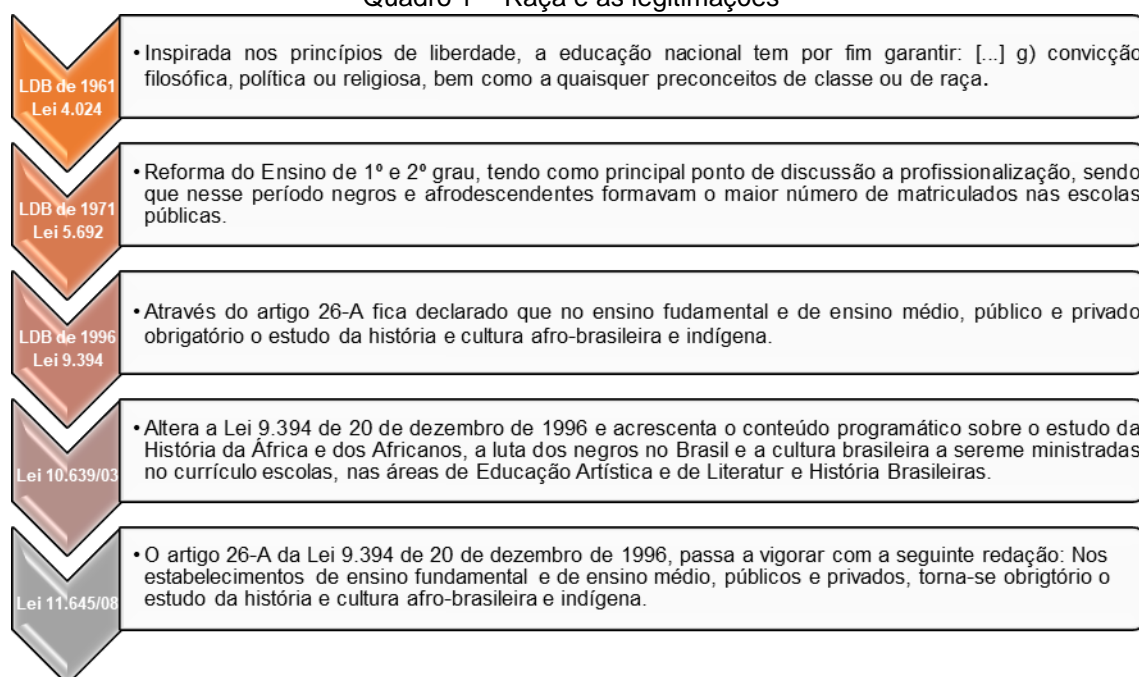 Quadro 1 – Raça e as legitimações
LDB de 1961
Lei 4.024
• Inspirada nos princípios de liberdade, a educação nacional tem por fim garantir: [...] g) convicção
filosófica, política ou religiosa, bem como a quaisquer preconceitos de classe ou de raça.
LDB de 1971
Lei 5.692
• Reforma do Ensino de 1º e 2º grau, tendo como principal ponto de discussão a profissionalização, sendo
que nesse período negros e afrodescendentes formavam o maior número de matriculados nas escolas
públicas.
LDB de 1996
Lei 9.394
• Através do artigo 26-A fica declarado que no ensino fudamental e de ensino médio, público e privado
obrigatório o estudo da história e cultura afro-brasileira e indígena.
Lei 10.639/03
• Altera a Lei 9.394 de 20 de dezembro de 1996 e acrescenta o conteúdo programático sobre o estudo da
História da África e dos Africanos, a luta dos negros no Brasil e a cultura brasileira a sereme ministradas
no currículo escolas, nas áreas de Educação Artística e de Literatur e História Brasileiras.
Lei 11.645/08
• O artigo 26-A da Lei 9.394 de 20 de dezembro de 1996, passa a vigorar com a seguinte redação: Nos
estabelecimentos de ensino fundamental e de ensino médio, públicos e privados, torna-se obrigtório o
estudo da história e cultura afro-brasileira e indígena.